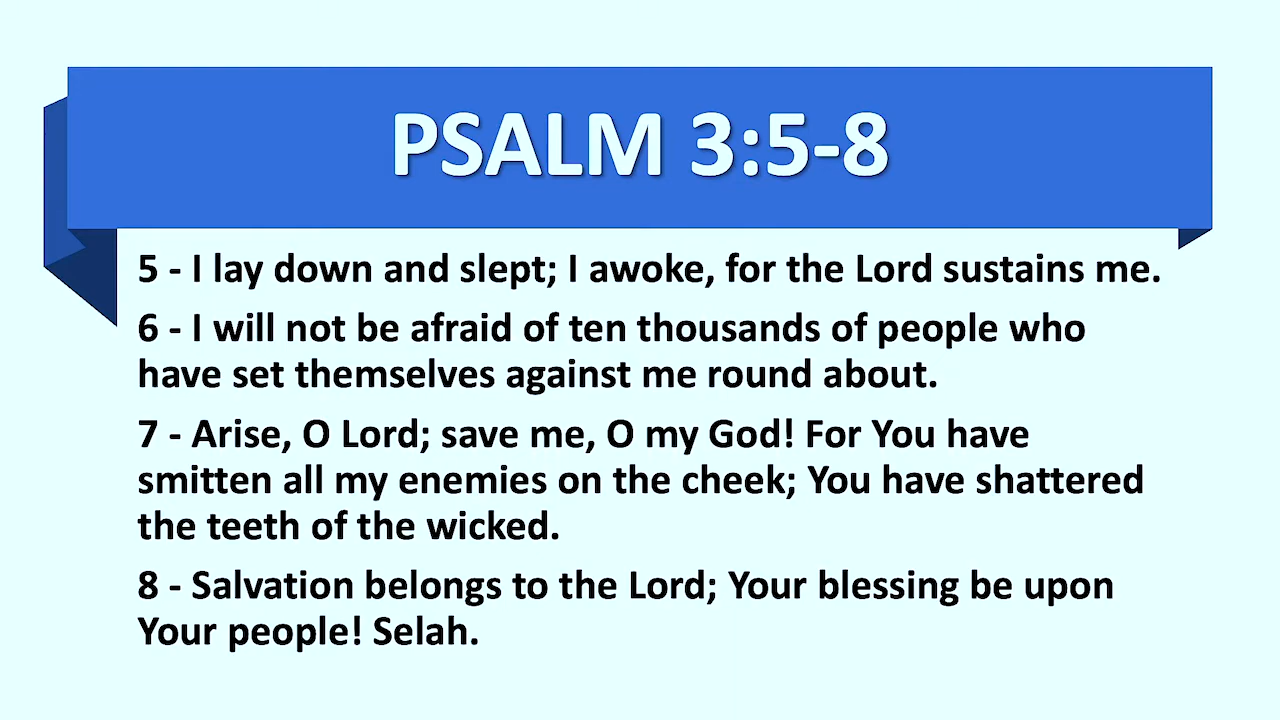 PSALM 3:5-8
5 - I lay down and slept; I awoke, for the Lord sustains me.
6 - I will not be afraid of ten thousands of people who
have set themselves against me round about.
7 - Arise, O Lord; save me, O my God! For You have
smitten all my enemies on the cheek; You have shattered
the teeth of the wicked.
8 - Salvation belongs to the Lord; Your blessing be upon
Your people! Selah.